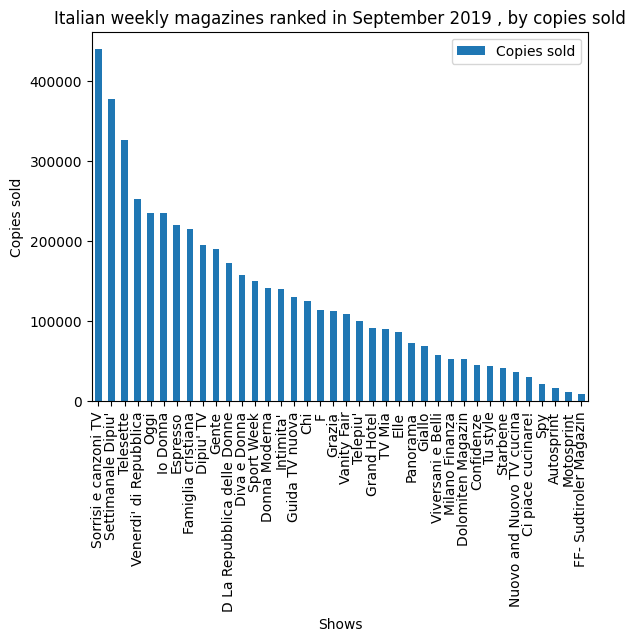 Italian weekly magazines ranked in September 2019 , by copies sold
Copies sold
Copies sold
400000
300000
200000
100000
0
Sorrisi e canzoni TV
Settimanale Dipiu'
Telesette
Venerdi' di Repubblica
Oggi
Io Donna
Espresso
Famiglia cristiana
Dipiu' TV
Gente
D La Repubblica delle Donne
Diva e Donna
Sport Week
Donna Moderna
Intimita'
Guida TV nuova
Chi
F
Grazia
Vanity Fair
Telepiu'
Grand Hotel
TV Mia
Elle
Panorama
Giallo
Viversani e Belli
Milano Finanza
Dolomiten Magazin
Confidenze
Tu style
Starbene
Nuovo and Nuovo TV cucina
Ci piace cucinare!
Spy
Autosprint
Motosprint
FF- Sudtiroler Magazin
Shows